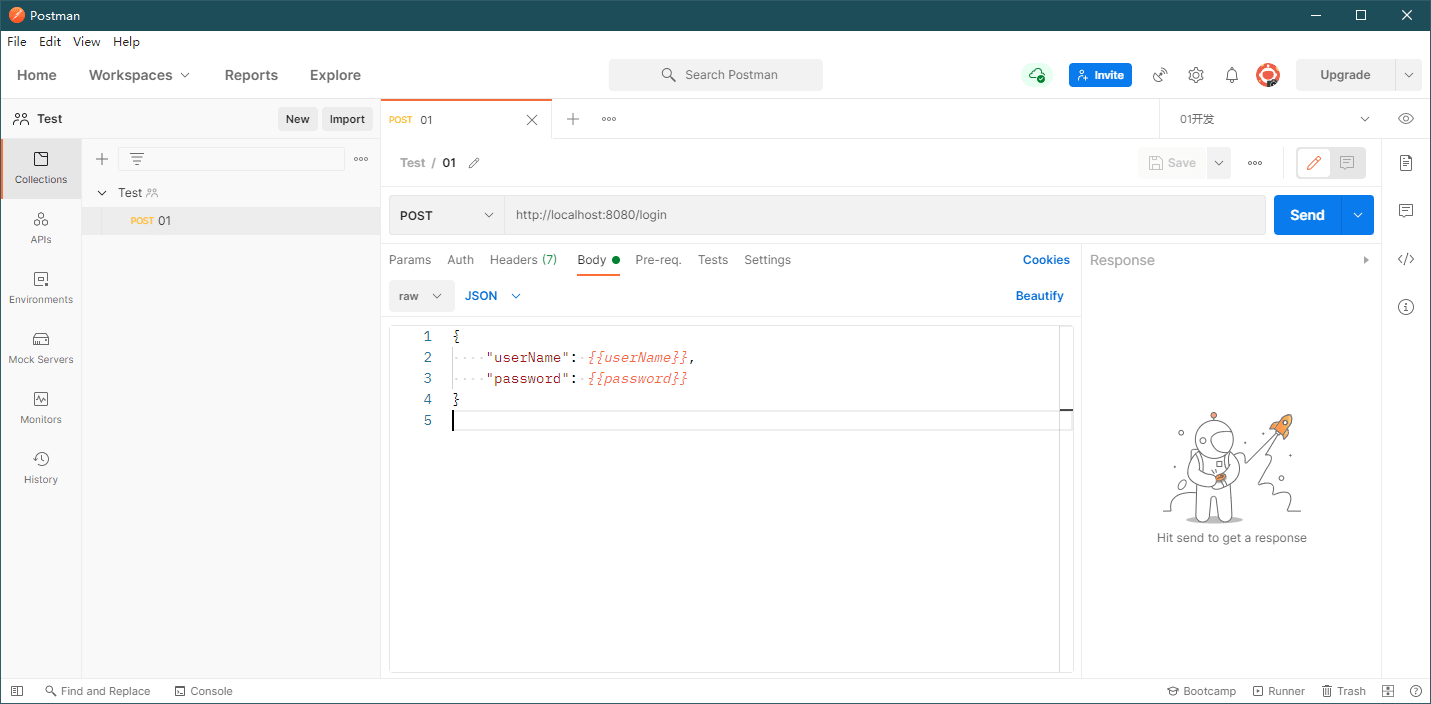 Postman
File Edit View Help
Home Workspaces Reports Explore Search Postman Invite Upgrade
Test New Import POST 01 01开发
Test / 01 Save
Collections
Test
POST 01
APIs
Environments
Mock Servers
Monitors
History
POST http://localhost:8080/login Send
Params Auth Headers (7) Body Pre-req. Tests Settings Cookies
raw JSON Beautify
1 {
2 "userName": {{userName}},
3 "password": {{password}}
4 }
5
Response
Hit send to get a response
Find and Replace Console Bootcamp Runner Trash